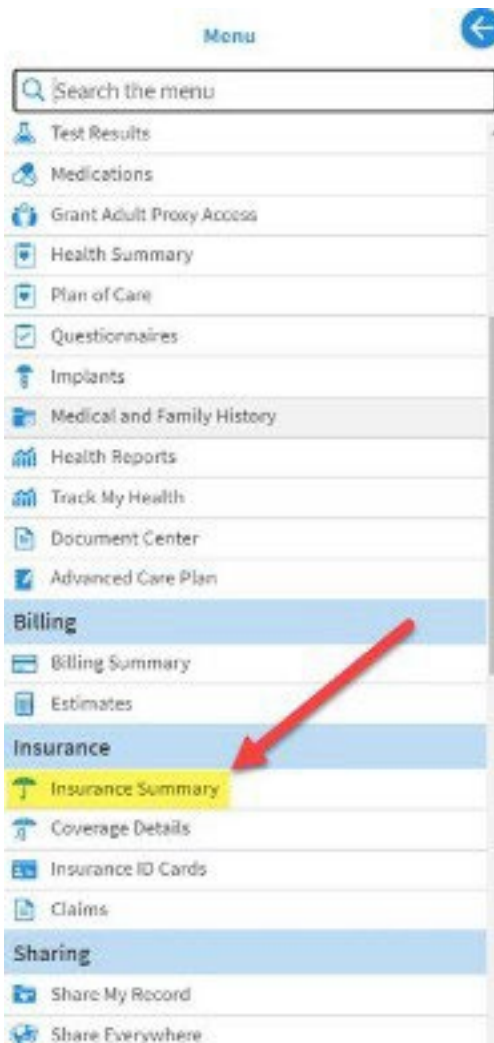 Menu
Search the menu
Test Results
Medications
Grant Adult Proxy Access
Health Summary
Plan of Care
Questionnaires
Implants
Medical and Family History
Health Reports
Track My Health
Document Center
Advanced Care Plan
Billing
Billing Summary
Estimates
Insurance
Insurance Summary
Coverage Details
Insurance ID Cards
Claims
Sharing
Share My Record
Share Everywhere